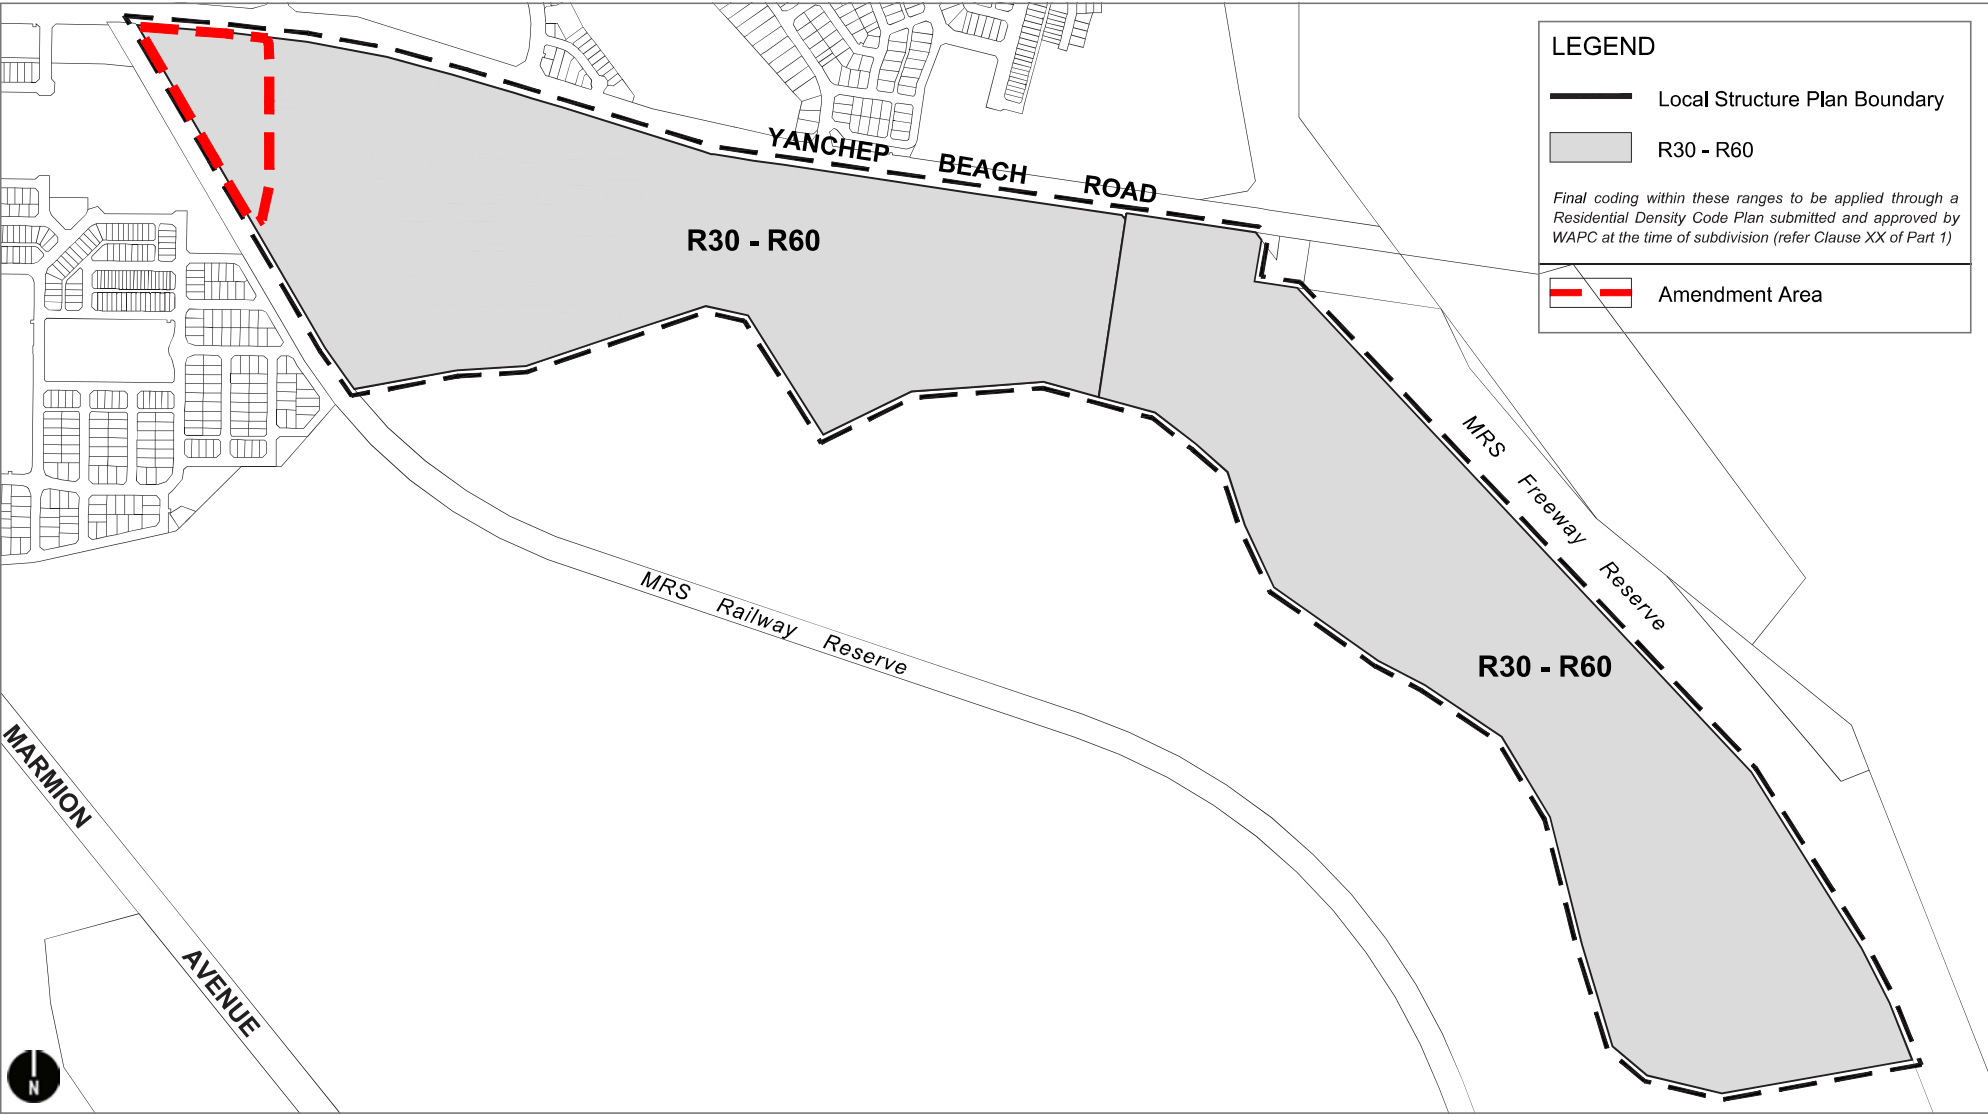 LEGEND
Local Structure Plan Boundary
R30 - R60
Final coding within these ranges to be applied through a
Residential Density Code Plan submitted and approved by
WAPC at the time of subdivision (refer Clause XX of Part 1)
Amendment Area
YANCHEP BEACH ROAD
R30 - R60
MRS Freeway Reserve
MRS Railway Reserve
R30 - R60
MARMION AVENUE
N